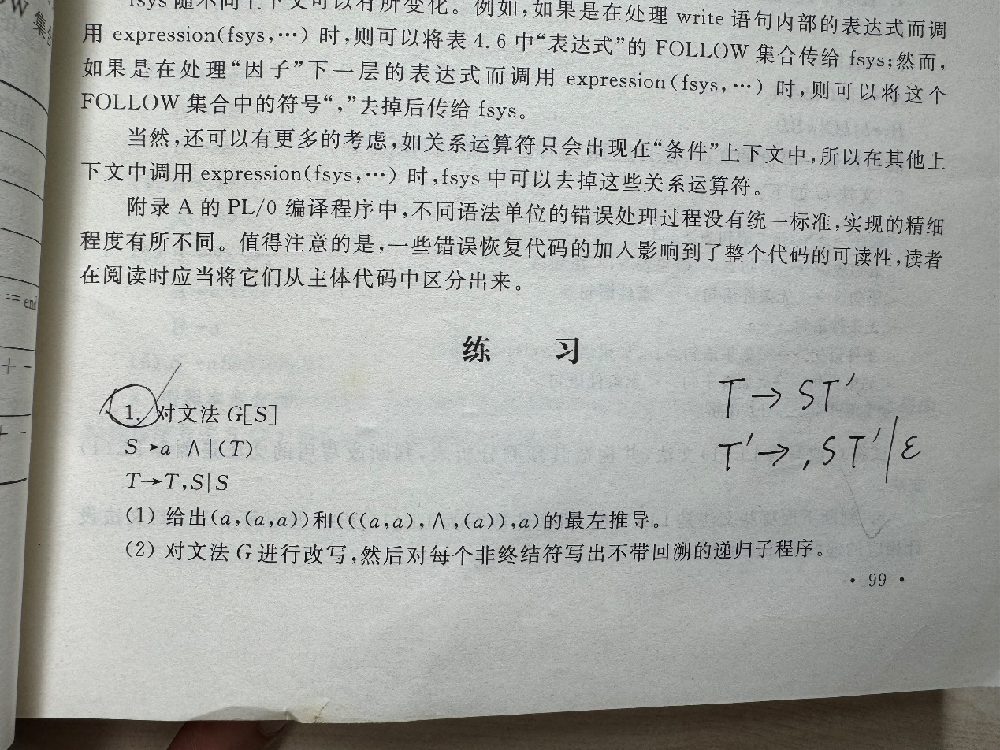 fsys 随不同上下文可以有所变化。例如,如果是在处理 write 语句内部的表达式而调
用 expression(fsys,…) 时,则可以将表 4.6 中“表达式”的 FOLLOW 集合传给 fsys;然而,
如果是在处理“因子”下一层的表达式而调用 expression(fsys,…) 时,则可以将这个
FOLLOW 集合中的符号“,”去掉后传给 fsys。
当然,还可以有更多的考虑,如关系运算符只会出现在“条件”上下文中,所以在其他上
下文中调用 expression(fsys,…) 时,fsys 中可以去掉这些关系运算符。
附录 A 的 PL/0 编译程序中,不同语法单位的错误处理过程没有统一标准,实现的精细
程度有所不同。值得注意的是,一些错误恢复代码的加入影响到了整个代码的可读性,读者
在阅读时应当将它们从主体代码中区分出来。
练 习
1. 对文法 G[S]
S→a|∧|(T)
T→T,S|S
T→ST′
T′→,ST′|ε
(1) 给出(a,(a,a))和(((a,a),∧,(a)),a)的最左推导。
(2) 对文法 G 进行改写,然后对每个非终结符写出不带回溯的递归子程序。
• 99 •
集合
= end
+ -
+ -